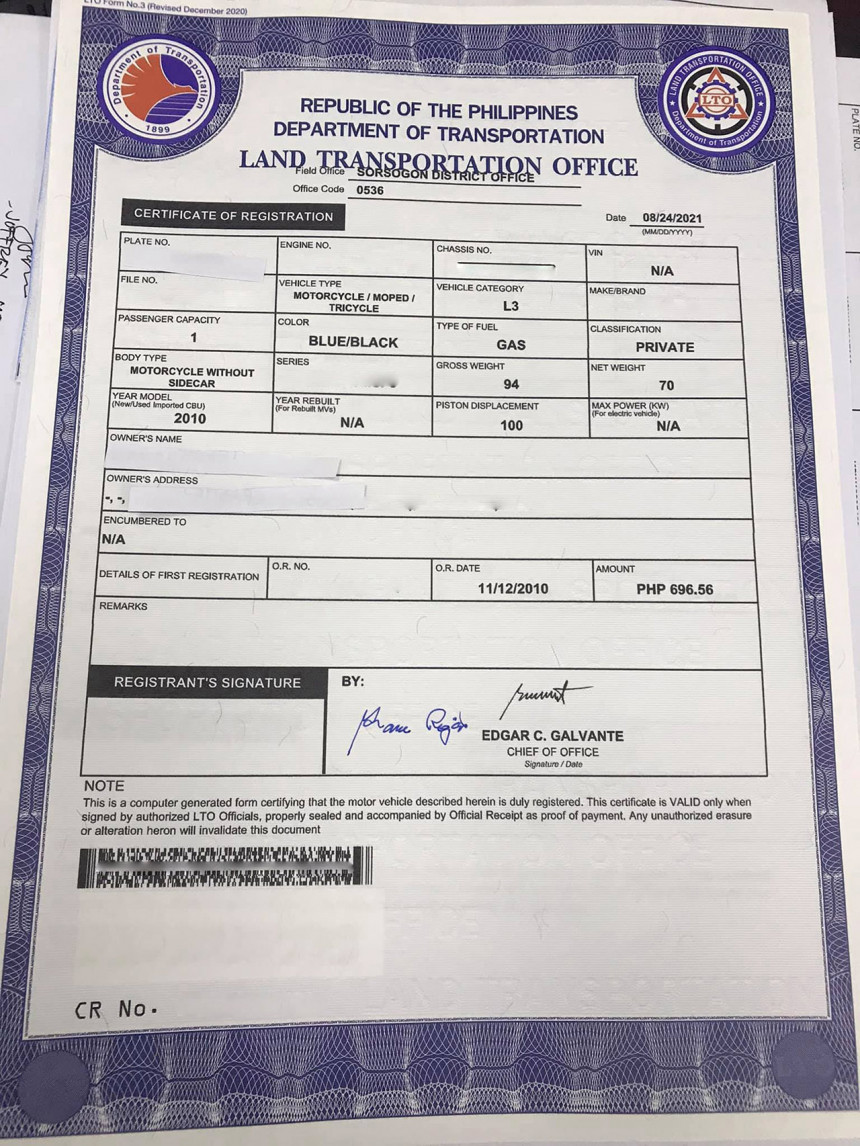 LTO Form No.3 (Revised December 2020)
Department of Transportation
1899
LAND TRANSPORTATION OFFICE
LTO
Department of Transportation
REPUBLIC OF THE PHILIPPINES
DEPARTMENT OF TRANSPORTATION
LAND TRANSPORTATION OFFICE
Field Office SORSOGON DISTRICT OFFICE
Office Code 0536
CERTIFICATE OF REGISTRATION
Date 08/24/2021
(MM/DD/YYYY)
PLATE NO. ENGINE NO. CHASSIS NO. VIN
N/A
FILE NO. VEHICLE TYPE VEHICLE CATEGORY MAKE/BRAND
MOTORCYCLE / MOPED / L3
TRICYCLE
PASSENGER CAPACITY COLOR TYPE OF FUEL CLASSIFICATION
1 BLUE/BLACK GAS PRIVATE
BODY TYPE SERIES GROSS WEIGHT NET WEIGHT
MOTORCYCLE WITHOUT 94 70
SIDECAR
YEAR MODEL YEAR REBUILT PISTON DISPLACEMENT MAX POWER (KW)
(New/Used Imported CBU) (For Rebuilt MVs) (For electric vehicle)
2010 N/A 100 N/A
OWNER'S NAME
OWNER'S ADDRESS
-, -,
ENCUMBERED TO
N/A
DETAILS OF FIRST REGISTRATION O.R. NO. O.R. DATE AMOUNT
11/12/2010 PHP 696.56
REMARKS
REGISTRANT'S SIGNATURE BY:
EDGAR C. GALVANTE
CHIEF OF OFFICE
Signature / Date
NOTE
This is a computer generated form certifying that the motor vehicle described herein is duly registered. This certificate is VALID only when
signed by authorized LTO Officials, properly sealed and accompanied by Official Receipt as proof of payment. Any unauthorized erasure
or alteration heron will invalidate this document
CR No.
PLATE NO.